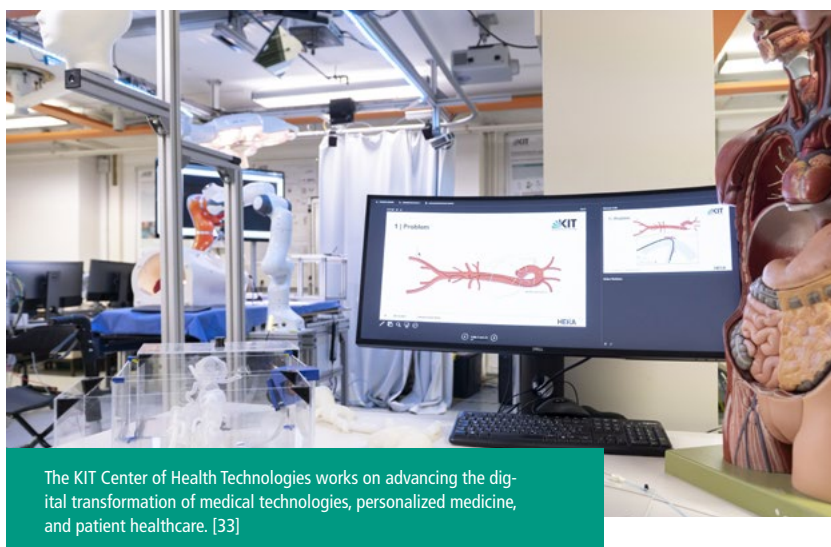 1 | Problem
KIT
HEKA
KIT
The KIT Center of Health Technologies works on advancing the dig-
ital transformation of medical technologies, personalized medicine,
and patient healthcare. [33]